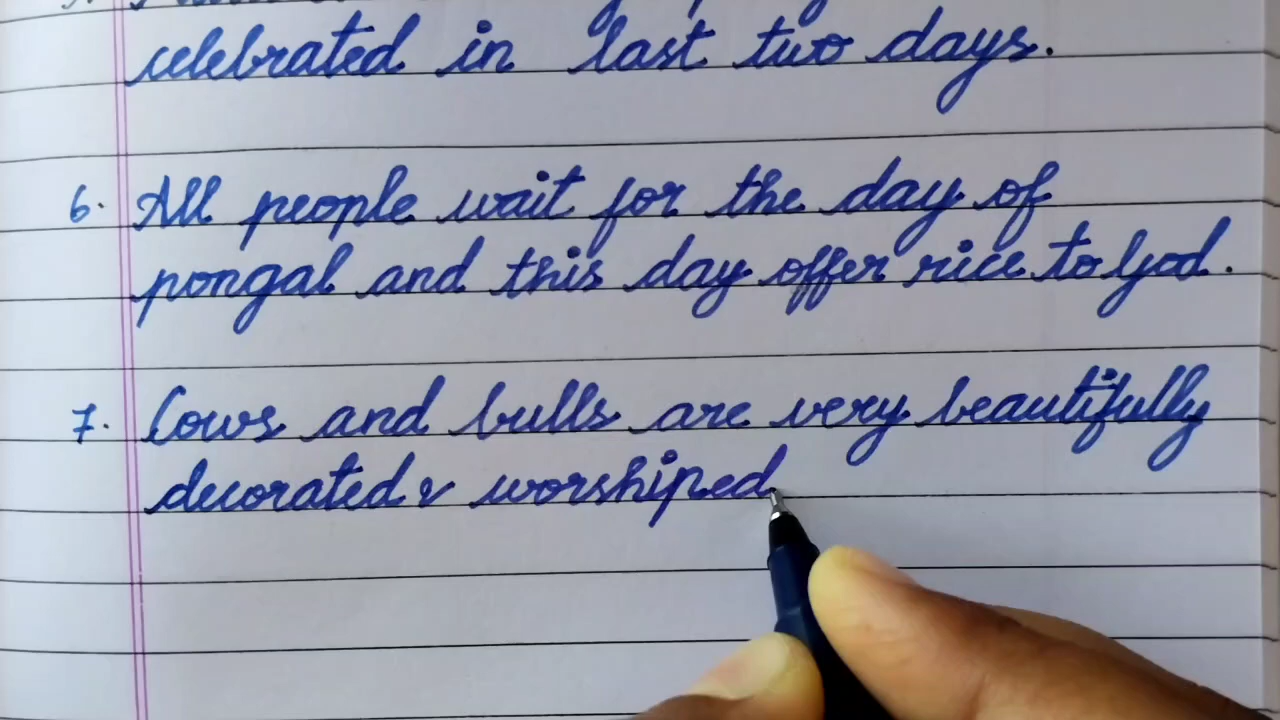 celebrated in last two days.
6. All people wait for the day of
pongal and this day offer rice to God.
7. Cows and bulls are very beautifully
decorated & worshiped